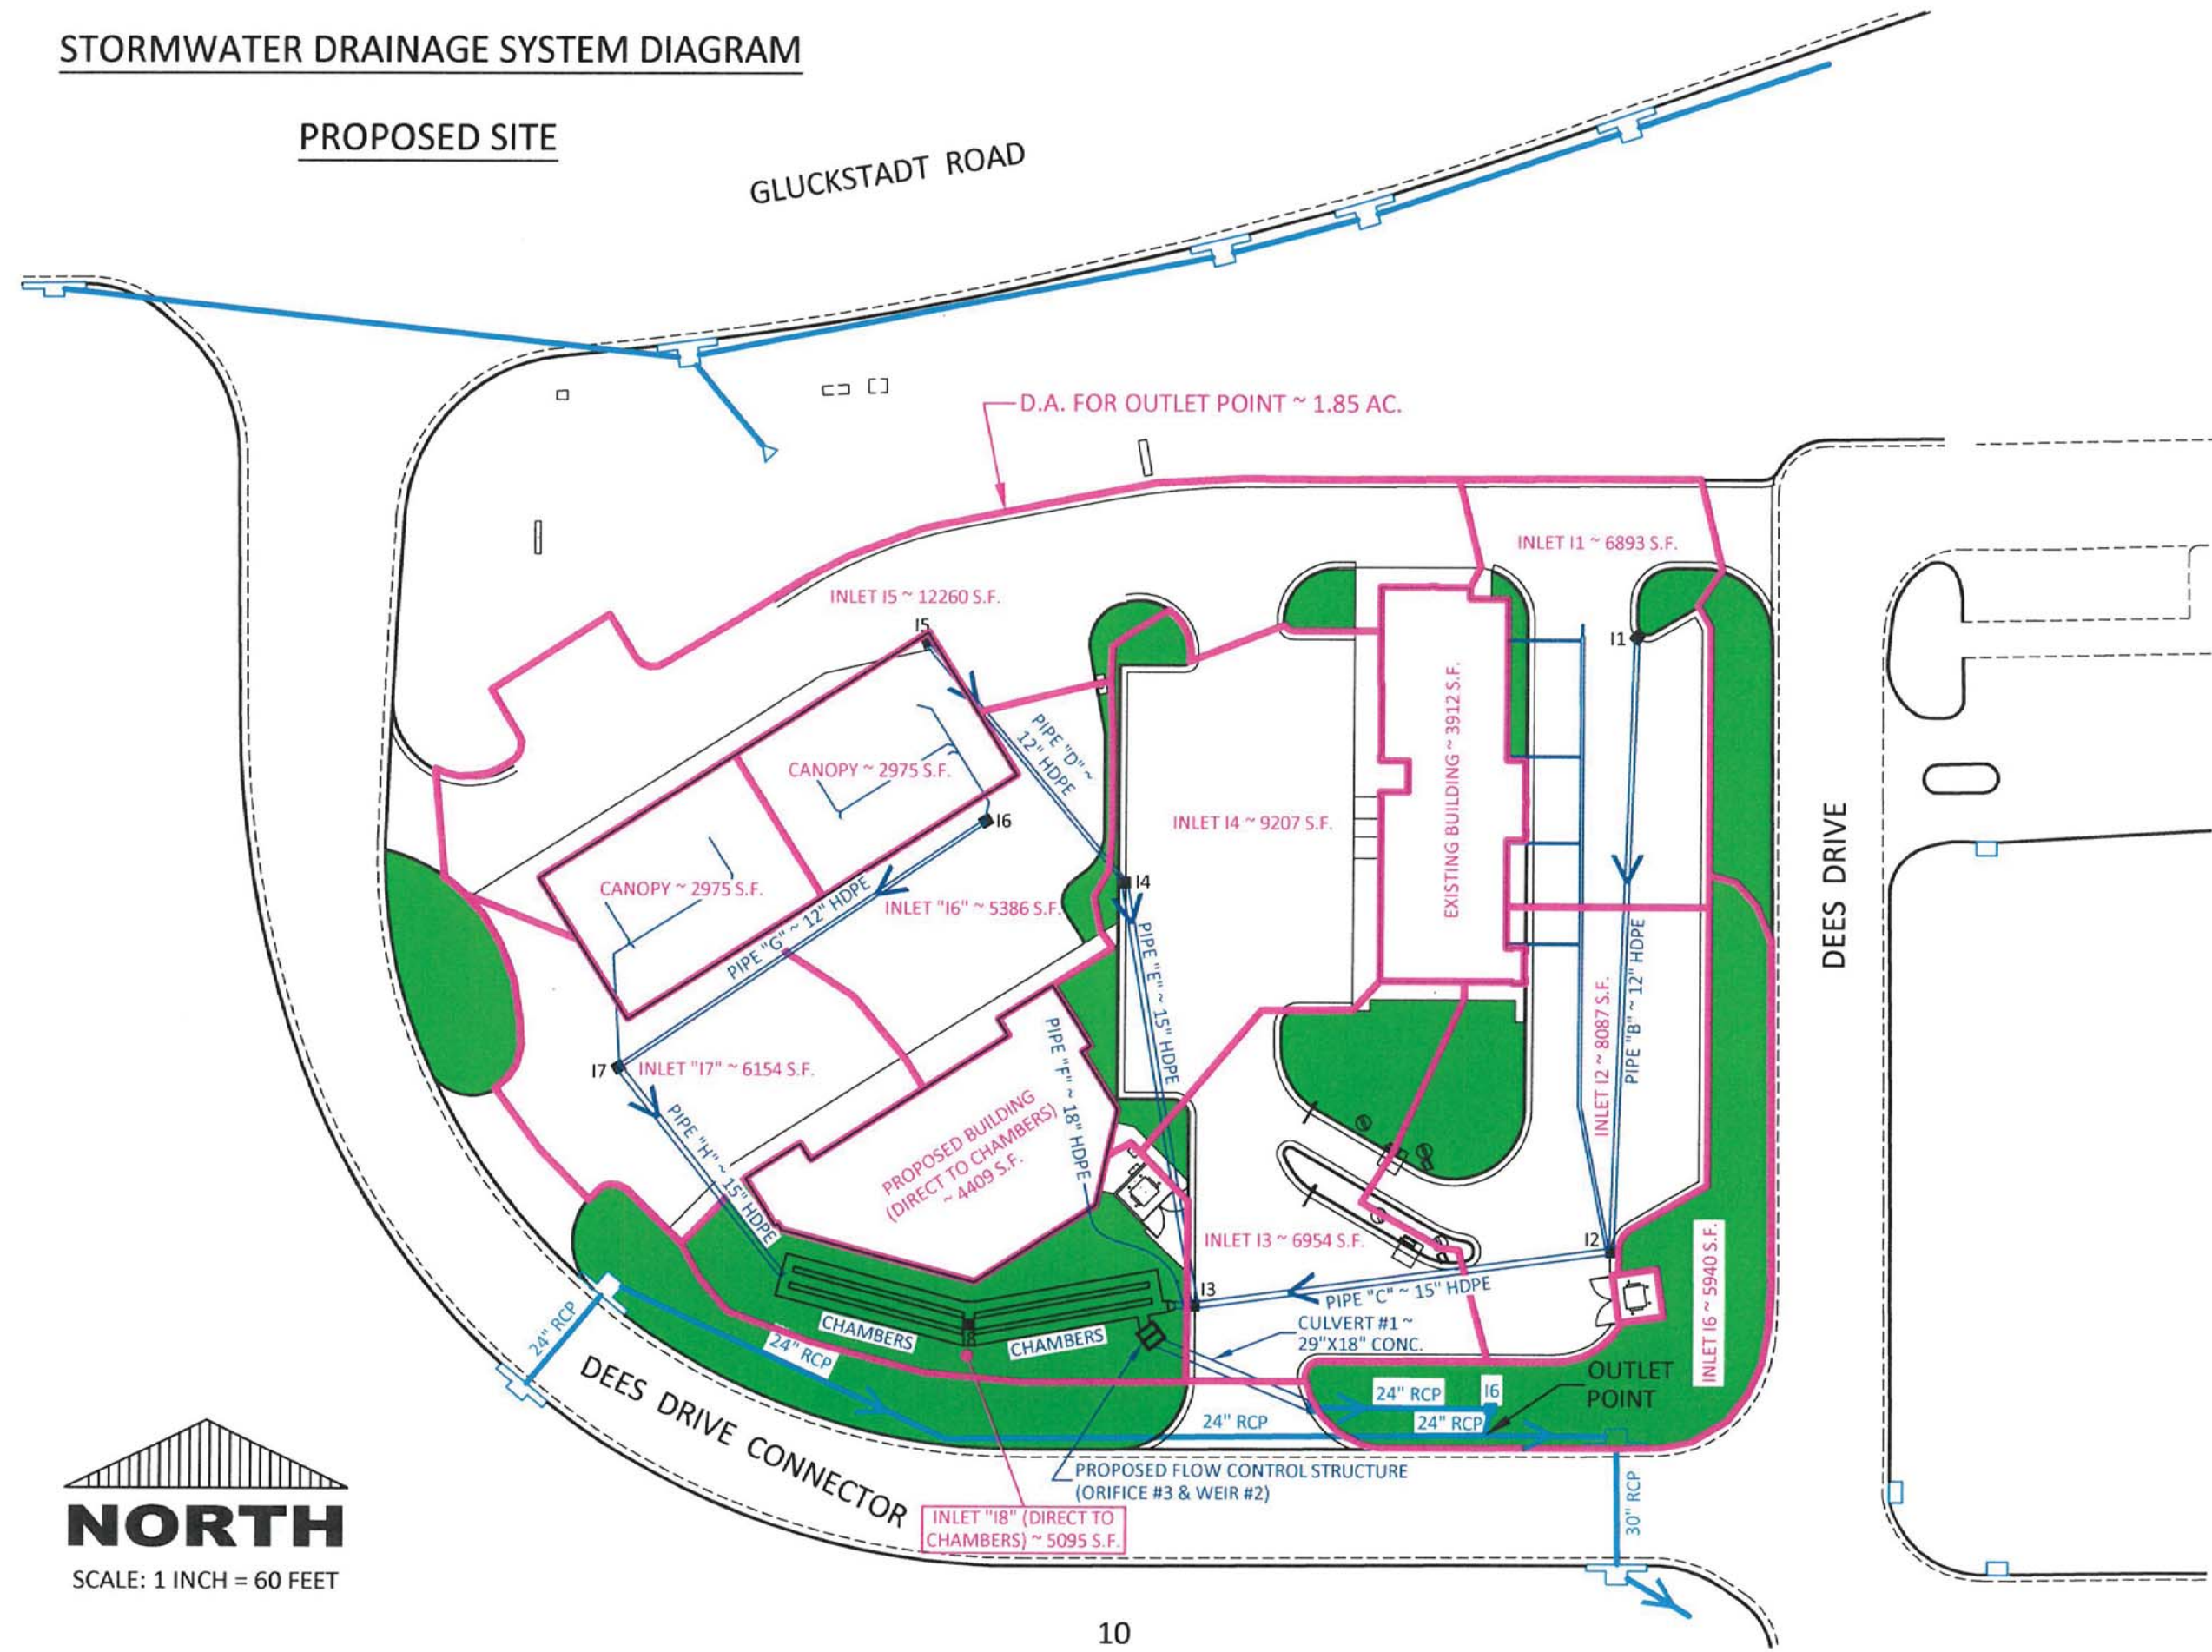 STORMWATER DRAINAGE SYSTEM DIAGRAM
PROPOSED SITE
GLUCKSTADT ROAD
D.A. FOR OUTLET POINT ~ 1.85 AC.
INLET I1 ~ 6893 S.F.
INLET I5 ~ 12260 S.F.
I5
I1
PIPE "D" ~
12" HDPE
CANOPY ~ 2975 S.F.
EXISTING BUILDING ~ 3912 S.F.
I6
INLET I4 ~ 9207 S.F.
DEES DRIVE
CANOPY ~ 2975 S.F.
I4
PIPE "G" ~ 12" HDPE
INLET "I6" ~ 5386 S.F.
PIPE "E" ~ 15" HDPE
INLET I2 ~ 8087 S.F.
PIPE "B" ~ 12" HDPE
I7
INLET "I7" ~ 6154 S.F.
PIPE "F" ~ 18" HDPE
PIPE "H" ~ 15" HDPE
PROPOSED BUILDING
(DIRECT TO CHAMBERS)
~ 4409 S.F.
INLET I3 ~ 6954 S.F.
I2
INLET I6 ~ 5940 S.F.
I3
PIPE "C" ~ 15" HDPE
24" RCP
CHAMBERS
I8
CHAMBERS
CULVERT #1 ~
29"X18" CONC.
24" RCP
OUTLET
POINT
24" RCP
I6
24" RCP
24" RCP
DEES DRIVE CONNECTOR
PROPOSED FLOW CONTROL STRUCTURE
(ORIFICE #3 & WEIR #2)
30" RCP
INLET "I8" (DIRECT TO
CHAMBERS) ~ 5095 S.F.
NORTH
SCALE: 1 INCH = 60 FEET
10